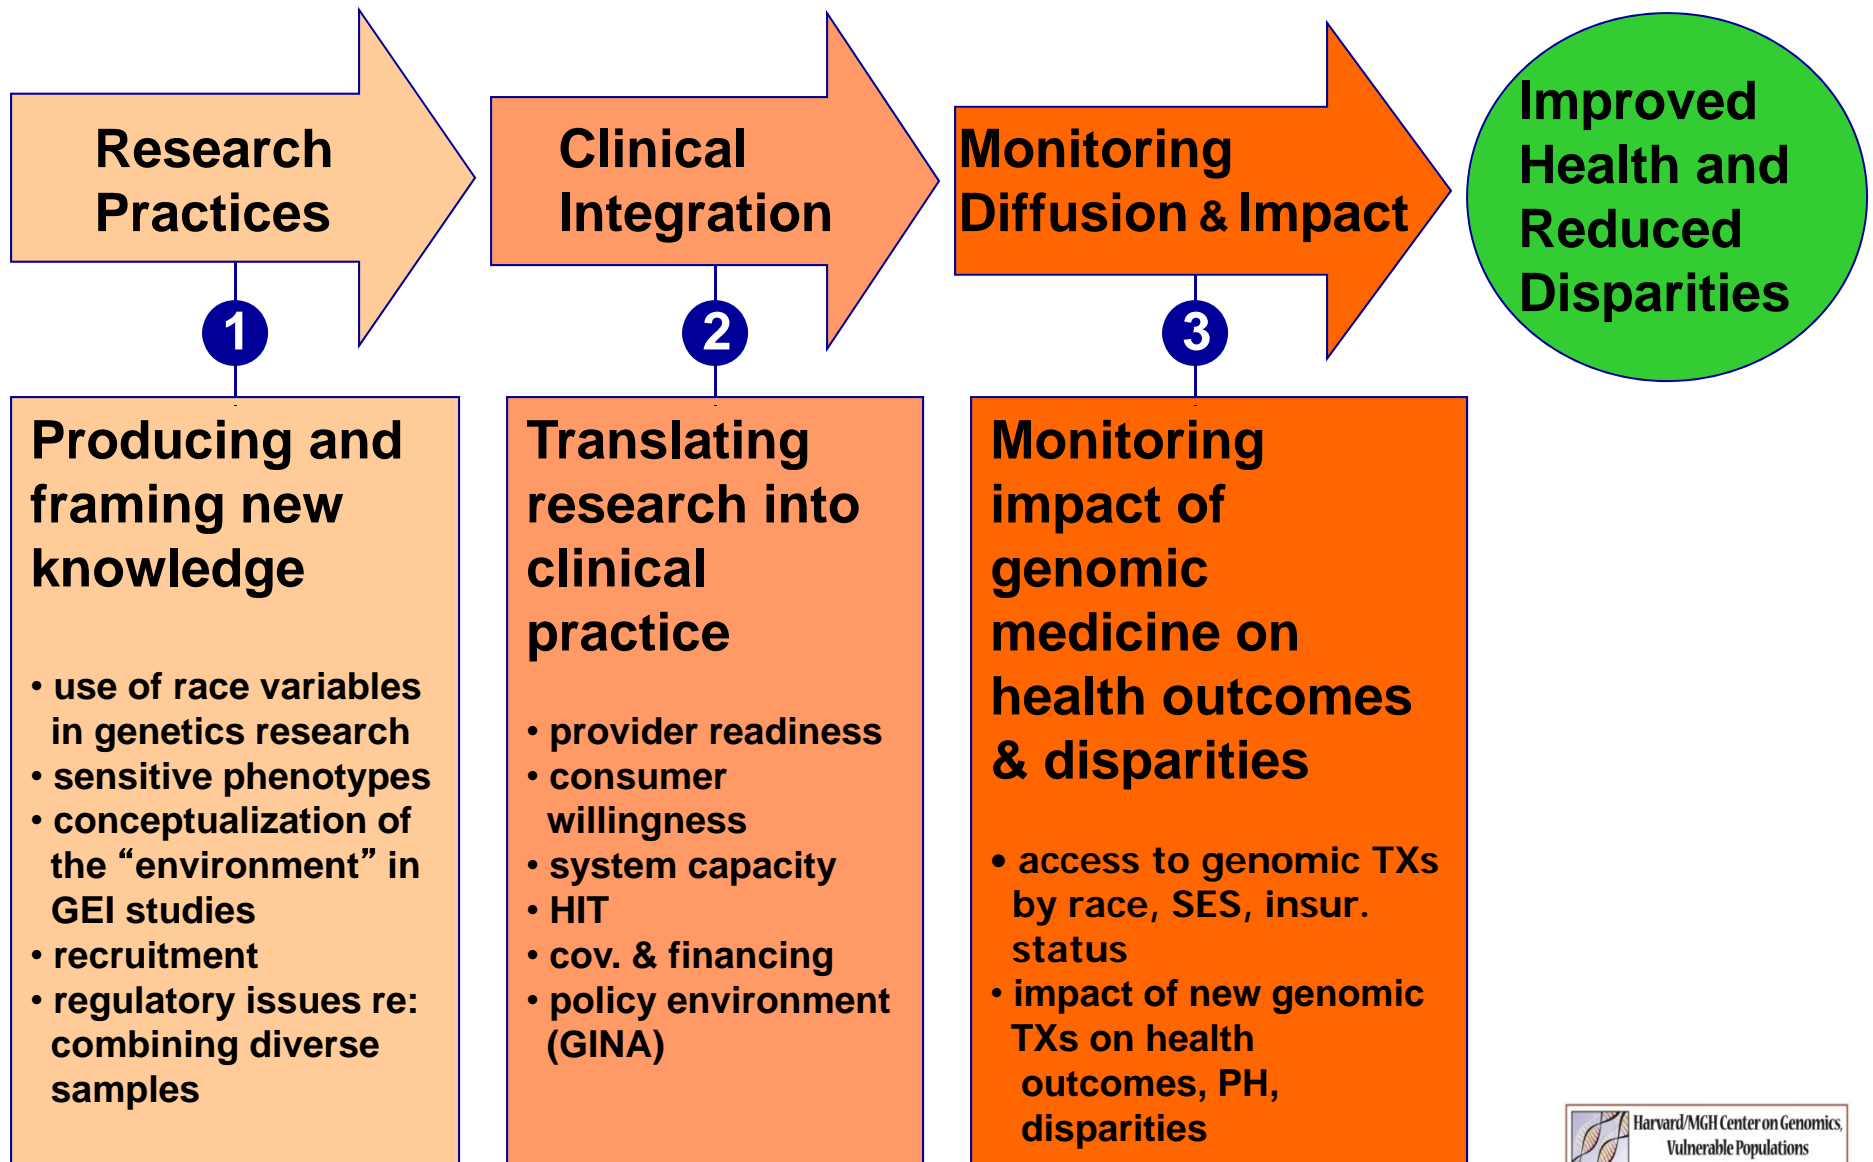 Research
Practices
Clinical
Integration
Monitoring
Diffusion & Impact
Improved
Health and
Reduced
Disparities
1
2
3
Producing and
framing new
knowledge
• use of race variables
in genetics research
• sensitive phenotypes
• conceptualization of
the “environment” in
GEI studies
• recruitment
• regulatory issues re:
combining diverse
samples
Translating
research into
clinical
practice
• provider readiness
• consumer
willingness
• system capacity
• HIT
• cov. & financing
• policy environment
(GINA)
Monitoring
impact of
genomic
medicine on
health outcomes
& disparities
• access to genomic TXs
by race, SES, insur.
status
• impact of new genomic
TXs on health
outcomes, PH,
disparities
Harvard/MGH Center on Genomics,
Vulnerable Populations